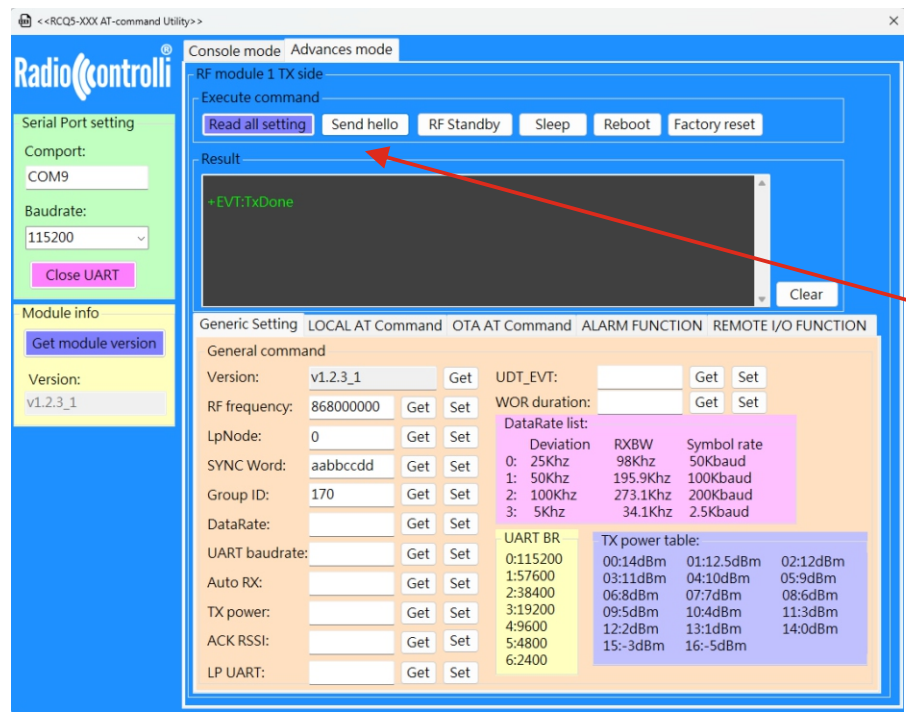 <<RCQ5-XXX AT-command Utility>>
Radiocontrolli®
Console mode Advances mode
RF module 1 TX side
Execute command
Read all setting Send hello RF Standby Sleep Reboot Factory reset
Serial Port setting
Comport:
COM9
Baudrate:
115200
Close UART
Result
+EVT:TxDone
Clear
Module info
Get module version
Version:
v1.2.3_1
Generic Setting LOCAL AT Command OTA AT Command ALARM FUNCTION REMOTE I/O FUNCTION
General command
Version: v1.2.3_1 Get
RF frequency: 868000000 Get Set
LpNode: 0 Get Set
SYNC Word: aabbccdd Get Set
Group ID: 170 Get Set
DataRate: Get Set
UART baudrate: Get Set
Auto RX: Get Set
TX power: Get Set
ACK RSSI: Get Set
LP UART: Get Set
UDT_EVT: Get Set
WOR duration: Get Set
DataRate list:
Deviation RXBW Symbol rate
0: 25Khz 98Khz 50Kbaud
1: 50Khz 195.9Khz 100Kbaud
2: 100Khz 273.1Khz 200Kbaud
3: 5Khz 34.1Khz 2.5Kbaud
UART BR
0:115200
1:57600
2:38400
3:19200
4:9600
5:4800
6:2400
TX power table:
00:14dBm 01:12.5dBm 02:12dBm
03:11dBm 04:10dBm 05:9dBm
06:8dBm 07:7dBm 08:6dBm
09:5dBm 10:4dBm 11:3dBm
12:2dBm 13:1dBm 14:0dBm
15:-3dBm 16:-5dBm